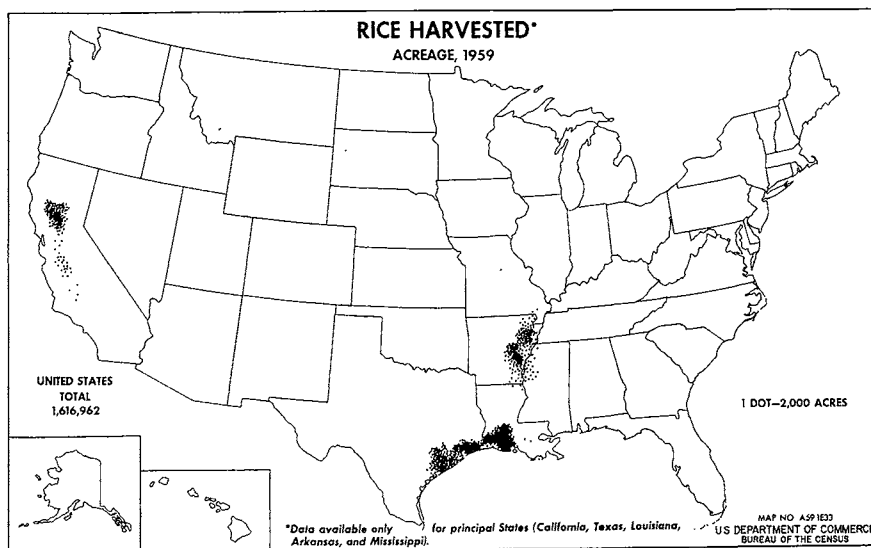 RICE HARVESTED*
ACREAGE, 1959
UNITED STATES
TOTAL
1,616,962
1 DOT—2,000 ACRES
*Data available only for principal States (California, Texas, Louisiana,
Arkansas, and Mississippi).
MAP NO A59 1E33
U S DEPARTMENT OF COMMERCE
BUREAU OF THE CENSUS